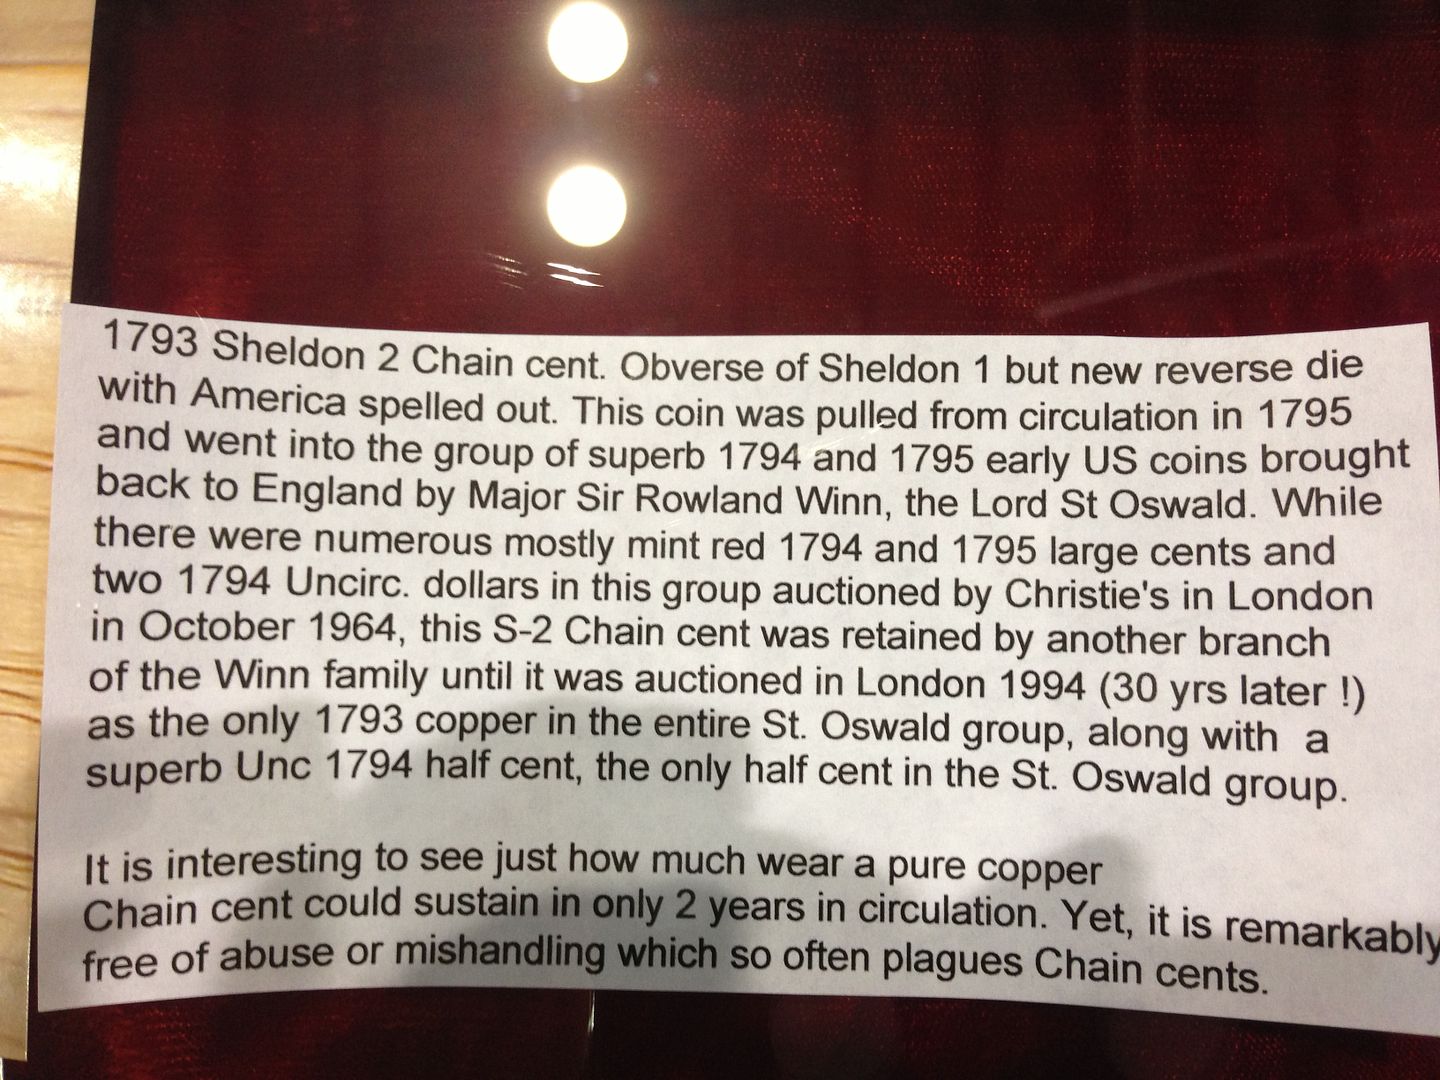 1793 Sheldon 2 Chain cent. Obverse of Sheldon 1 but new reverse die
with America spelled out. This coin was pulled from circulation in 1795
and went into the group of superb 1794 and 1795 early US coins brought
back to England by Major Sir Rowland Winn, the Lord St Oswald. While
there were numerous mostly mint red 1794 and 1795 large cents and
two 1794 Uncirc. dollars in this group auctioned by Christie's in London
in October 1964, this S-2 Chain cent was retained by another branch
of the Winn family until it was auctioned in London 1994 (30 yrs later !)
as the only 1793 copper in the entire St. Oswald group, along with a
superb Unc 1794 half cent, the only half cent in the St. Oswald group.
It is interesting to see just how much wear a pure copper
Chain cent could sustain in only 2 years in circulation. Yet, it is remarkably
free of abuse or mishandling which so often plagues Chain cents.